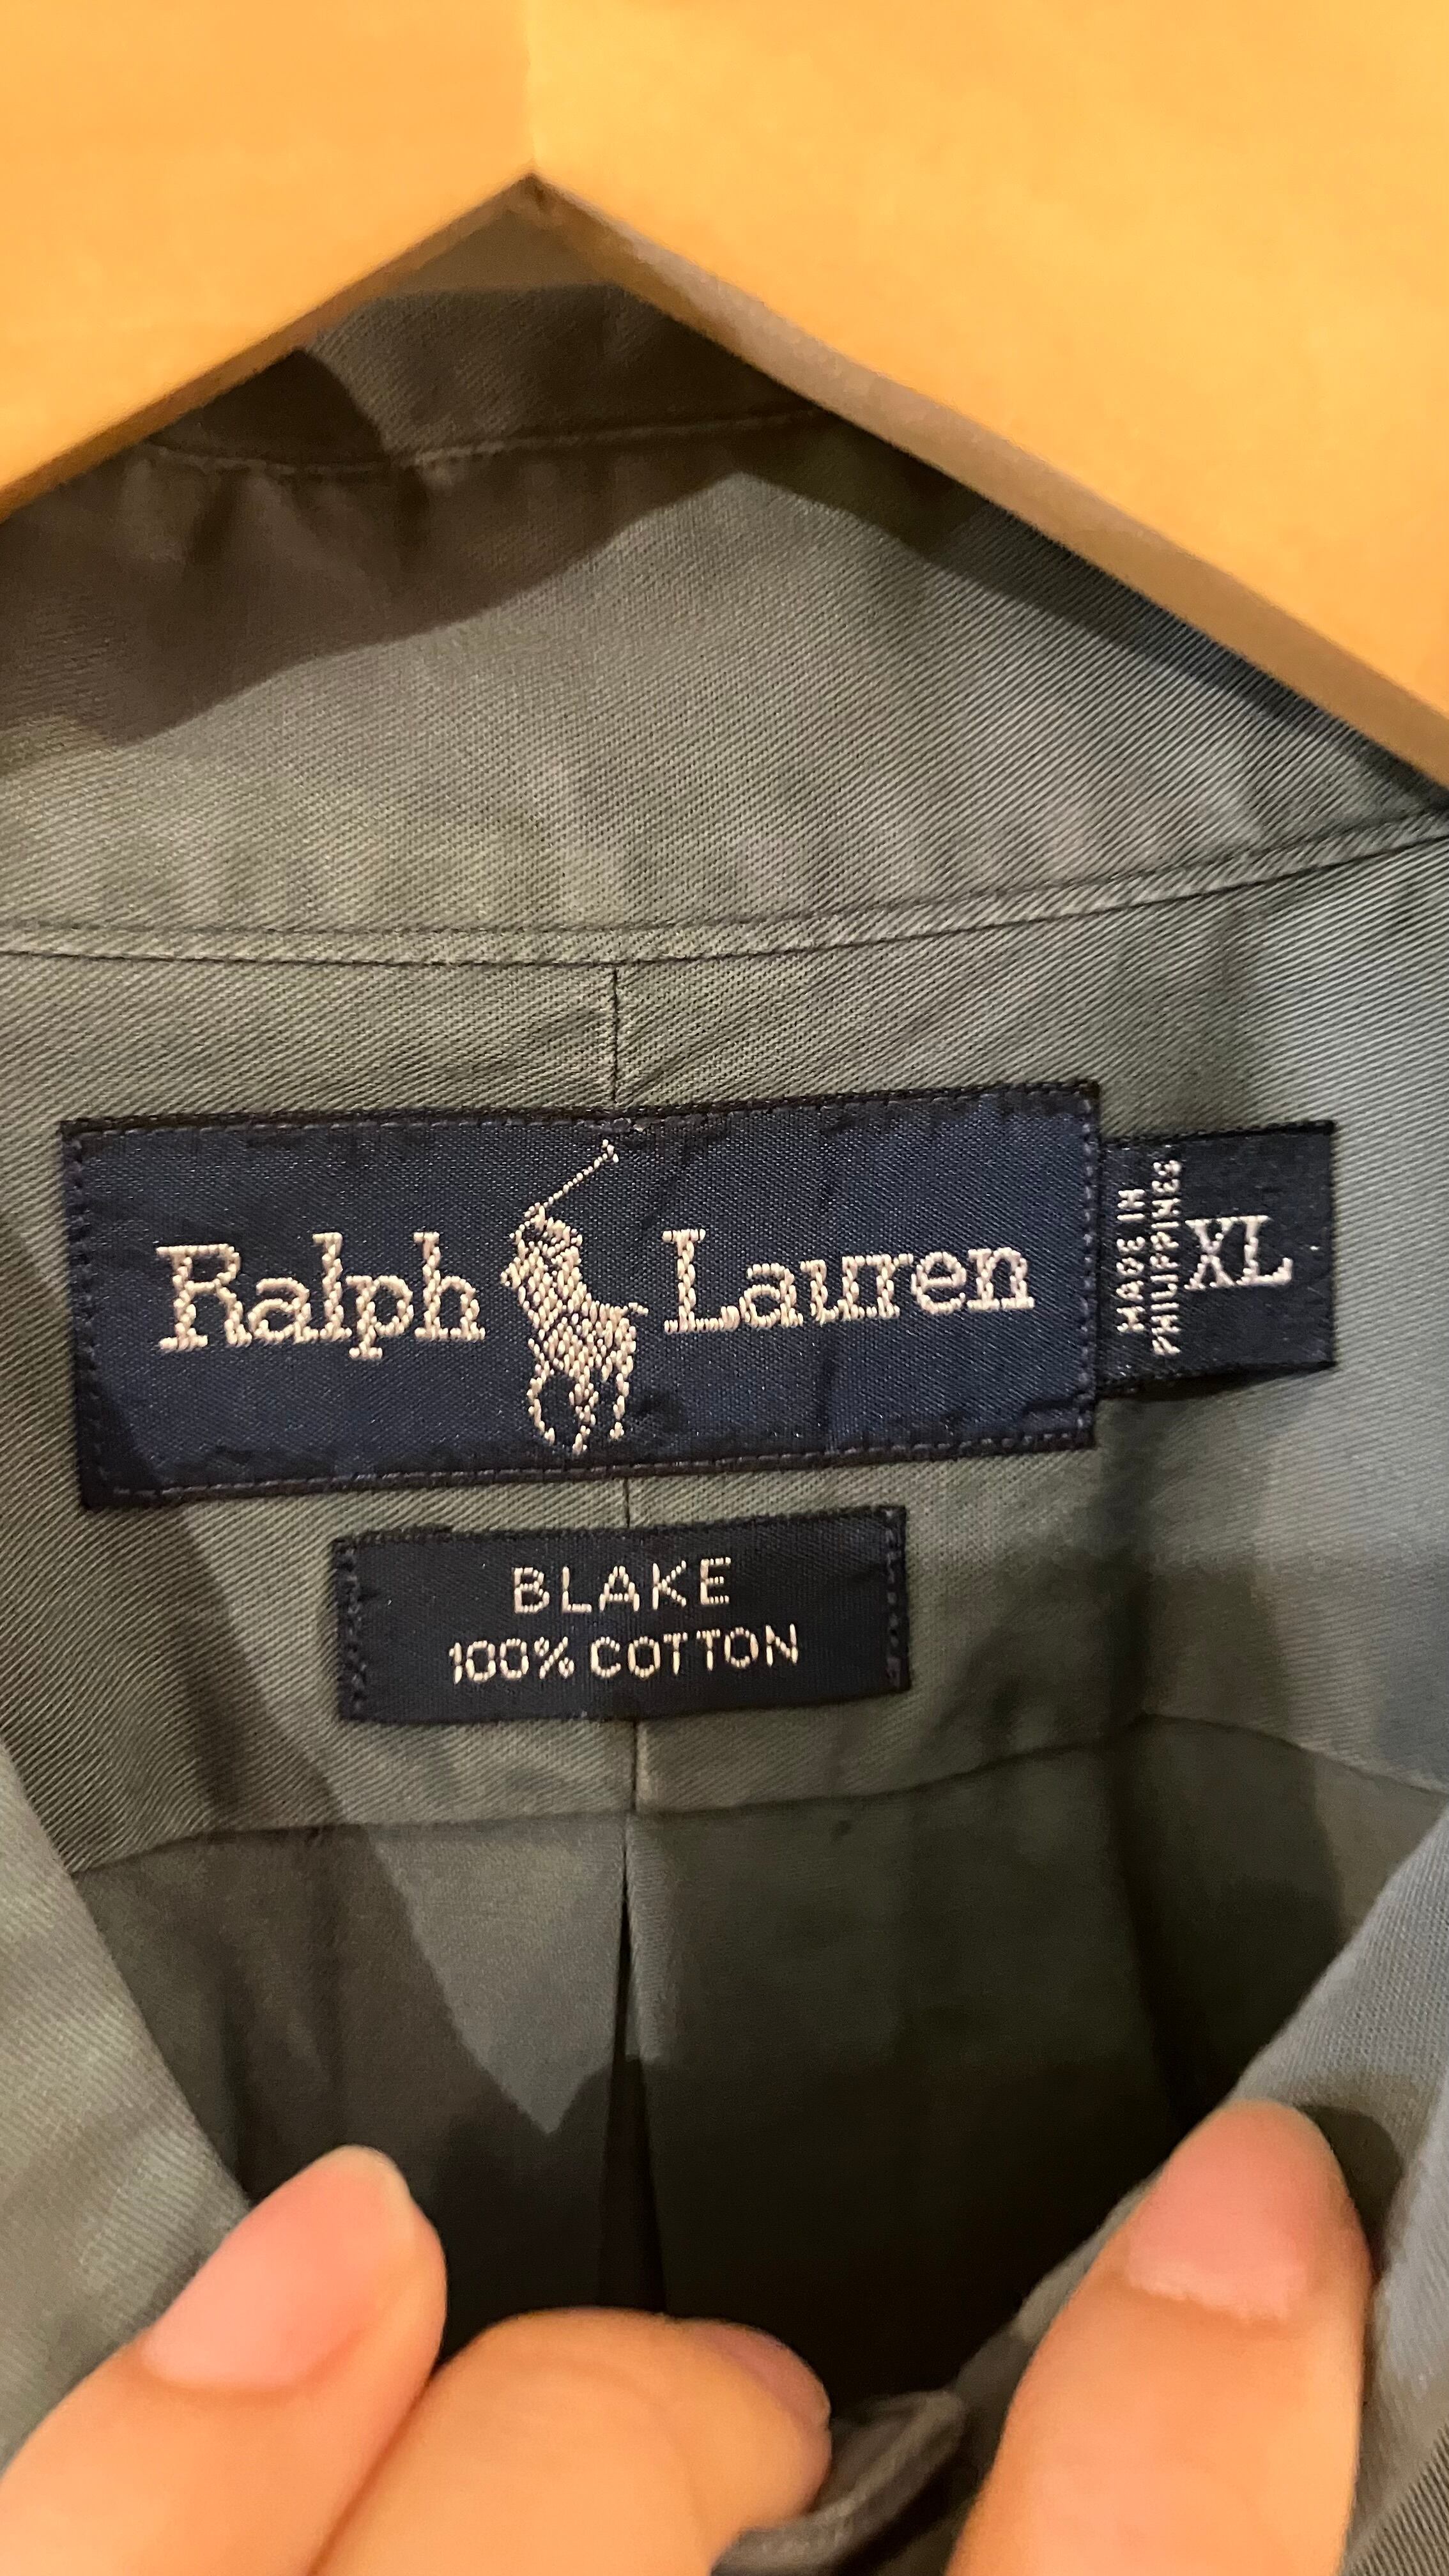 Ralph Lauren
MADE IN
PHILIPPINES
XL
BLAKE
100% COTTON